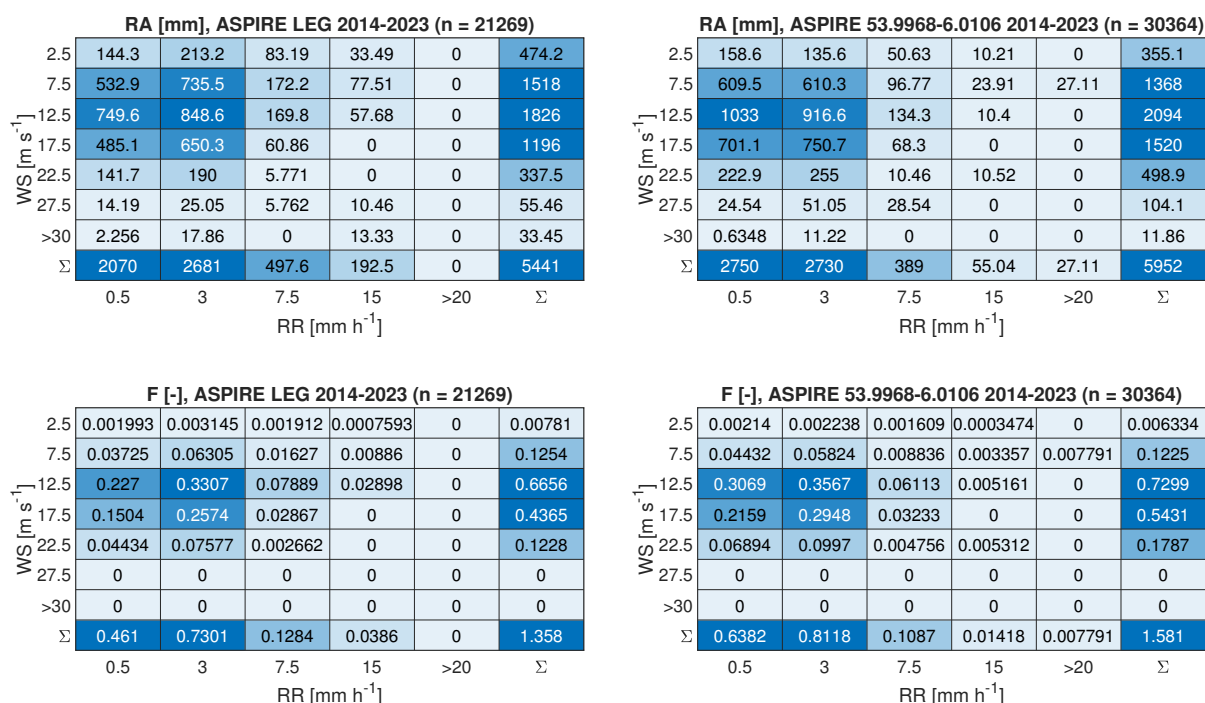 RA [mm], ASPIRE LEG 2014-2023 (n = 21269)
2.5 144.3 213.2 83.19 33.49 0 474.2
7.5 532.9 735.5 172.2 77.51 0 1518
12.5 749.6 848.6 169.8 57.68 0 1826
17.5 485.1 650.3 60.86 0 0 1196
22.5 141.7 190 5.771 0 0 337.5
27.5 14.19 25.05 5.762 10.46 0 55.46
>30 2.256 17.86 0 13.33 0 33.45
Σ 2070 2681 497.6 192.5 0 5441
0.5 3 7.5 15 >20 Σ
RR [mm h⁻¹]
WS [m s⁻¹]
RA [mm], ASPIRE 53.9968-6.0106 2014-2023 (n = 30364)
2.5 158.6 135.6 50.63 10.21 0 355.1
7.5 609.5 610.3 96.77 23.91 27.11 1368
12.5 1033 916.6 134.3 10.4 0 2094
17.5 701.1 750.7 68.3 0 0 1520
22.5 222.9 255 10.46 10.52 0 498.9
27.5 24.54 51.05 28.54 0 0 104.1
>30 0.6348 11.22 0 0 0 11.86
Σ 2750 2730 389 55.04 27.11 5952
0.5 3 7.5 15 >20 Σ
RR [mm h⁻¹]
WS [m s⁻¹]
F [-], ASPIRE LEG 2014-2023 (n = 21269)
2.5 0.001993 0.003145 0.001912 0.0007593 0 0.00781
7.5 0.03725 0.06305 0.01627 0.00886 0 0.1254
12.5 0.227 0.3307 0.07889 0.02898 0 0.6656
17.5 0.1504 0.2574 0.02867 0 0 0.4365
22.5 0.04434 0.07577 0.002662 0 0 0.1228
27.5 0 0 0 0 0 0
>30 0 0 0 0 0 0
Σ 0.461 0.7301 0.1284 0.0386 0 1.358
0.5 3 7.5 15 >20 Σ
RR [mm h⁻¹]
WS [m s⁻¹]
F [-], ASPIRE 53.9968-6.0106 2014-2023 (n = 30364)
2.5 0.00214 0.002238 0.001609 0.0003474 0 0.006334
7.5 0.04432 0.05824 0.008836 0.003357 0.007791 0.1225
12.5 0.3069 0.3567 0.06113 0.005161 0 0.7299
17.5 0.2159 0.2948 0.03233 0 0 0.5431
22.5 0.06894 0.0997 0.004756 0.005312 0 0.1787
27.5 0 0 0 0 0 0
>30 0 0 0 0 0 0
Σ 0.6382 0.8118 0.1087 0.01418 0.007791 1.581
0.5 3 7.5 15 >20 Σ
RR [mm h⁻¹]
WS [m s⁻¹]